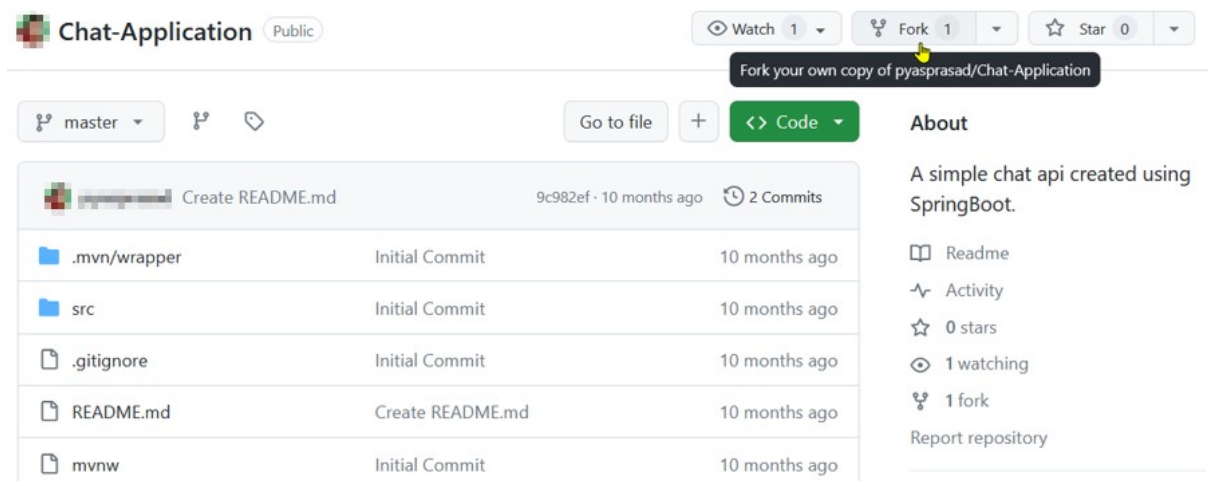 Chat-Application Public Watch 1 Fork 1 Star 0
Fork your own copy of pyasprasad/Chat-Application
master Go to file + <> Code About
A simple chat api created using
SpringBoot.
Create README.md 9c982ef · 10 months ago 2 Commits
.mvn/wrapper Initial Commit 10 months ago
src Initial Commit 10 months ago
.gitignore Initial Commit 10 months ago
README.md Create README.md 10 months ago
mvnw Initial Commit 10 months ago
Readme
Activity
0 stars
1 watching
1 fork
Report repository